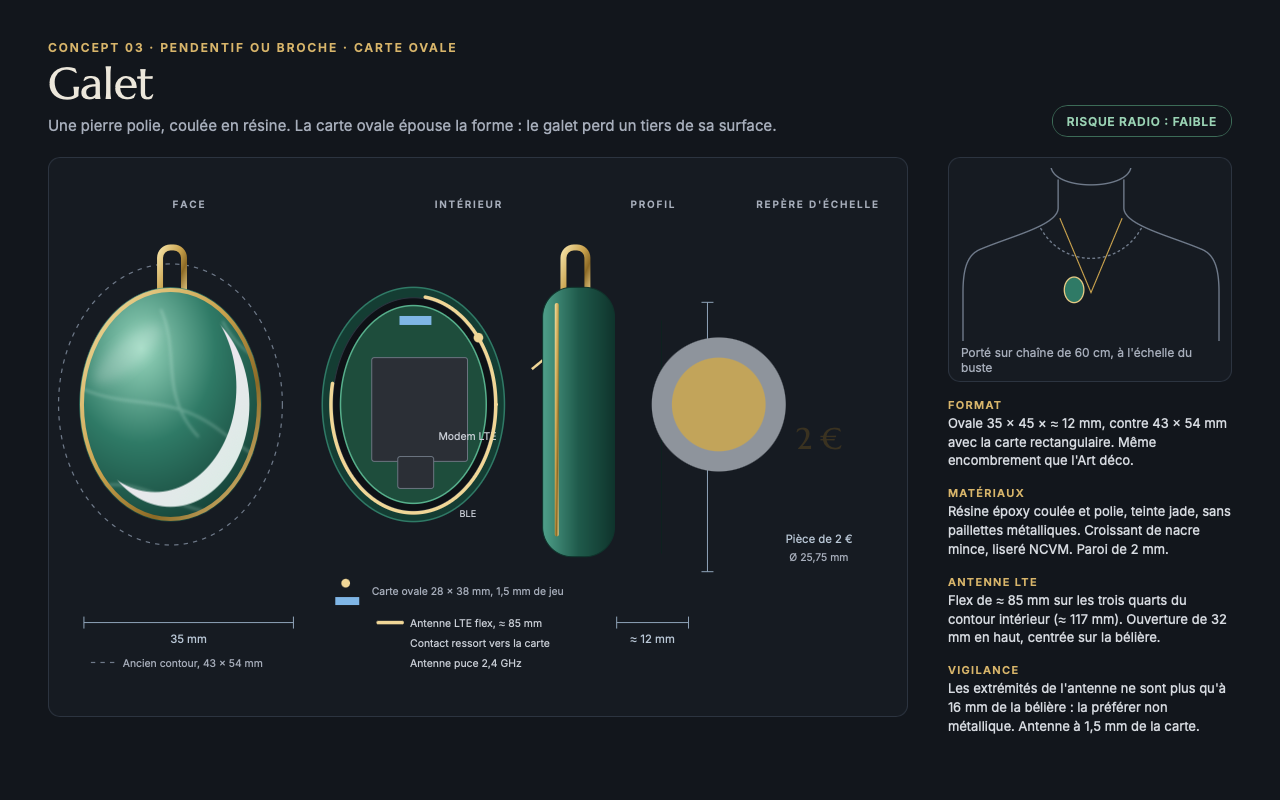 CONCEPT 03 · PENDENTIF OU BROCHE · CARTE OVALE
Galet
Une pierre polie, coulée en résine. La carte ovale épouse la forme : le galet perd un tiers de sa surface.
RISQUE RADIO : FAIBLE
FACE
INTÉRIEUR
PROFIL
REPÈRE D'ÉCHELLE
Modem LTE
BLE
2 €
Pièce de 2 €
Ø 25,75 mm
Carte ovale 28 × 38 mm, 1,5 mm de jeu
Antenne LTE flex, ≈ 85 mm
Contact ressort vers la carte
Antenne puce 2,4 GHz
35 mm
≈ 12 mm
Ancien contour, 43 × 54 mm
Porté sur chaîne de 60 cm, à l'échelle du
buste
FORMAT
Ovale 35 × 45 × ≈ 12 mm, contre 43 × 54 mm
avec la carte rectangulaire. Même
encombrement que l'Art déco.
MATÉRIAUX
Résine époxy coulée et polie, teinte jade, sans
paillettes métalliques. Croissant de nacre
mince, liseré NCVM. Paroi de 2 mm.
ANTENNE LTE
Flex de ≈ 85 mm sur les trois quarts du
contour intérieur (≈ 117 mm). Ouverture de 32
mm en haut, centrée sur la bélière.
VIGILANCE
Les extrémités de l'antenne ne sont plus qu'à
16 mm de la bélière : la préférer non
métallique. Antenne à 1,5 mm de la carte.